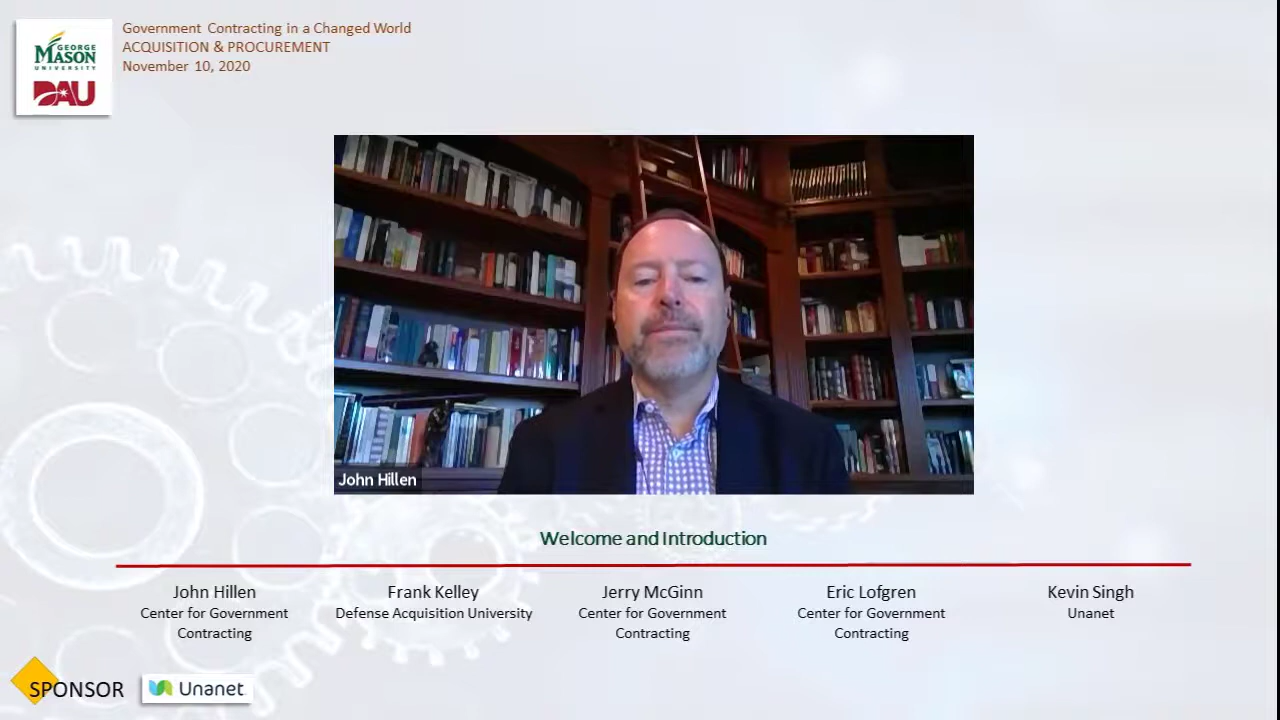 Government Contracting in a Changed World
ACQUISITION & PROCUREMENT
November 10, 2020
GEORGE
MASON
UNIVERSITY
DAU
John Hillen
Welcome and Introduction
John Hillen
Center for Government
Contracting
Frank Kelley
Defense Acquisition University
Jerry McGinn
Center for Government
Contracting
Eric Lofgren
Center for Government
Contracting
Kevin Singh
Unanet
SPONSOR
Unanet